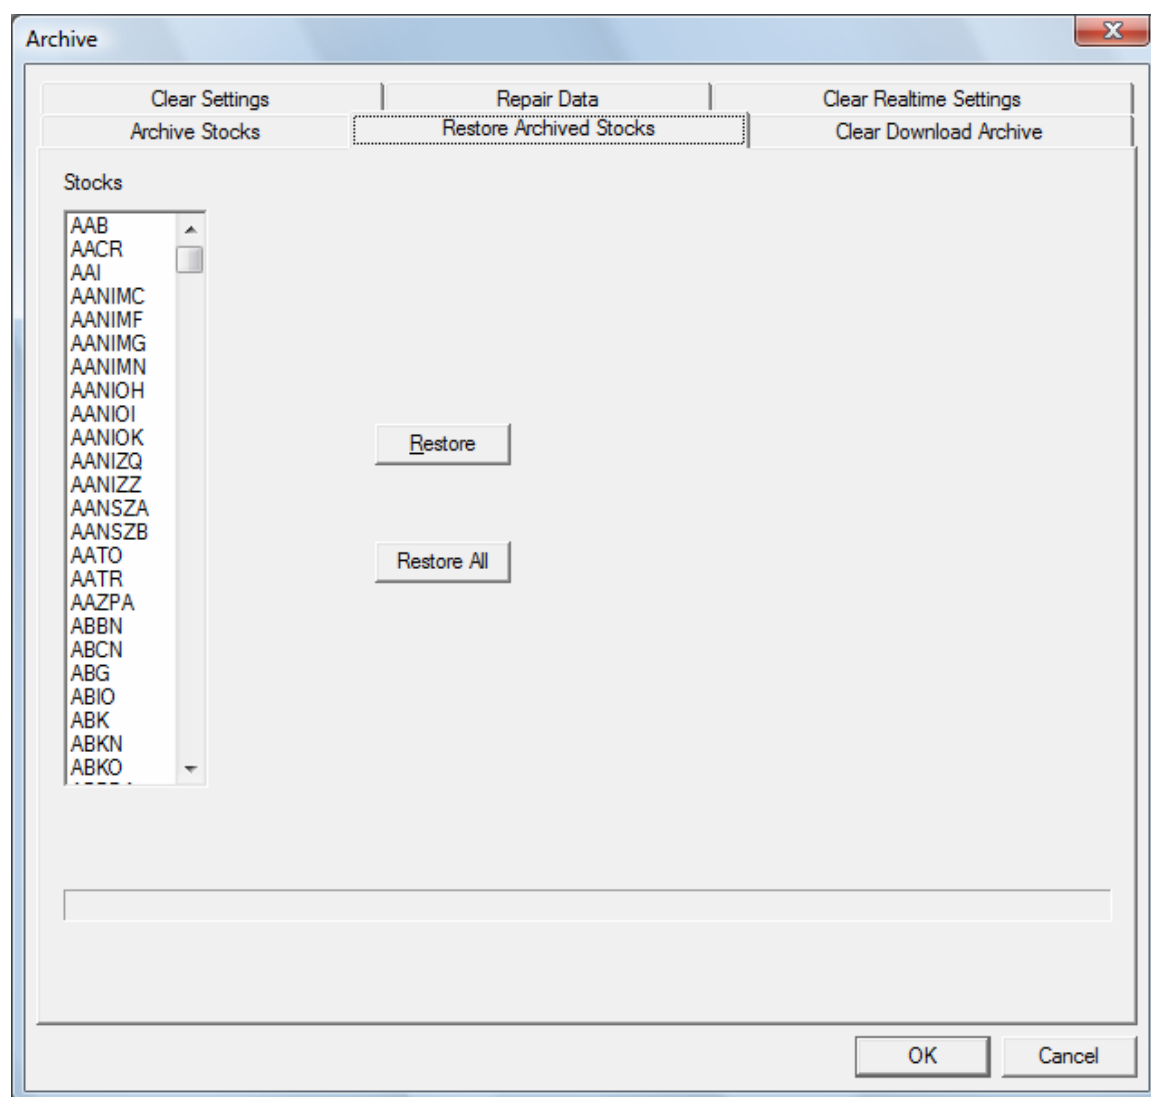 Archive
Clear Settings
Repair Data
Clear Realtime Settings
Archive Stocks
Restore Archived Stocks
Clear Download Archive
Stocks
AAB
AACR
AAI
AANIMC
AANIMF
AANIMG
AANIMN
AANIOH
AANIOI
AANIOK
AANIZQ
AANIZZ
AANSZA
AANSZB
AATO
AATR
AAZPA
ABBN
ABCN
ABG
ABIO
ABK
ABKN
ABKO
Restore
Restore All
OK
Cancel